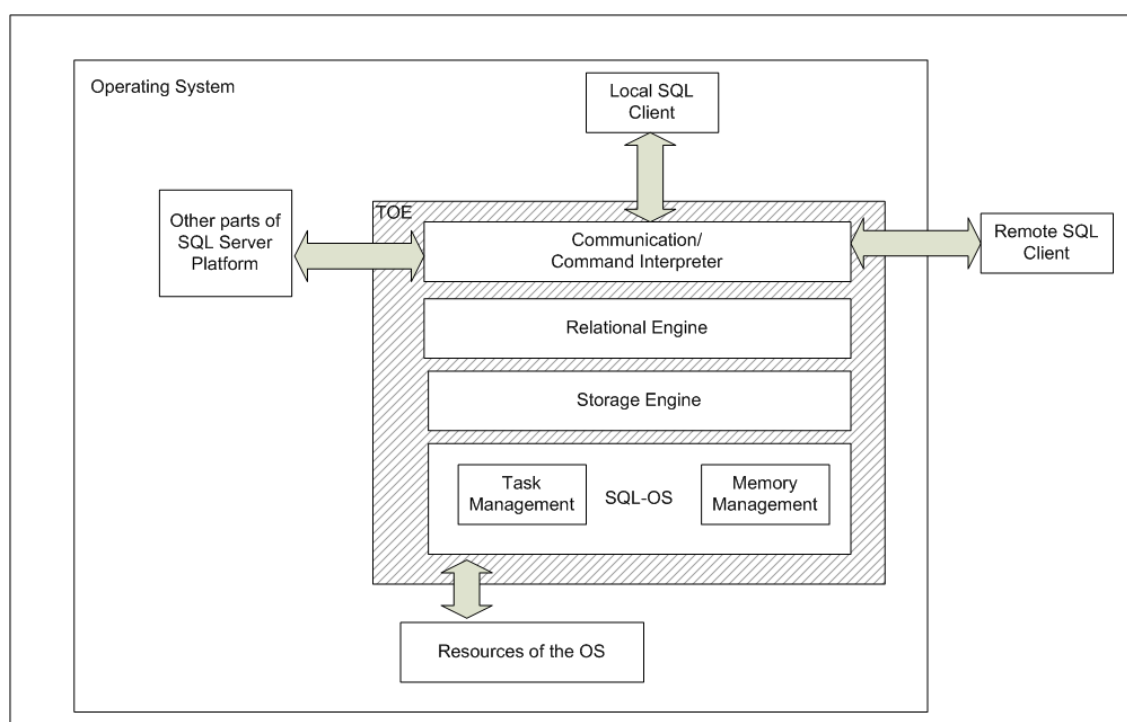 Operating System
Local SQL
Client
Other parts of
SQL Server
Platform
TOE
Communication/
Command Interpreter
Remote SQL
Client
Relational Engine
Storage Engine
Task
Management
SQL-OS
Memory
Management
Resources of the OS